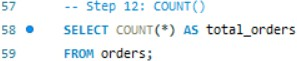 57 -- Step 12: COUNT()
58 SELECT COUNT(*) AS total_orders
59 FROM orders;